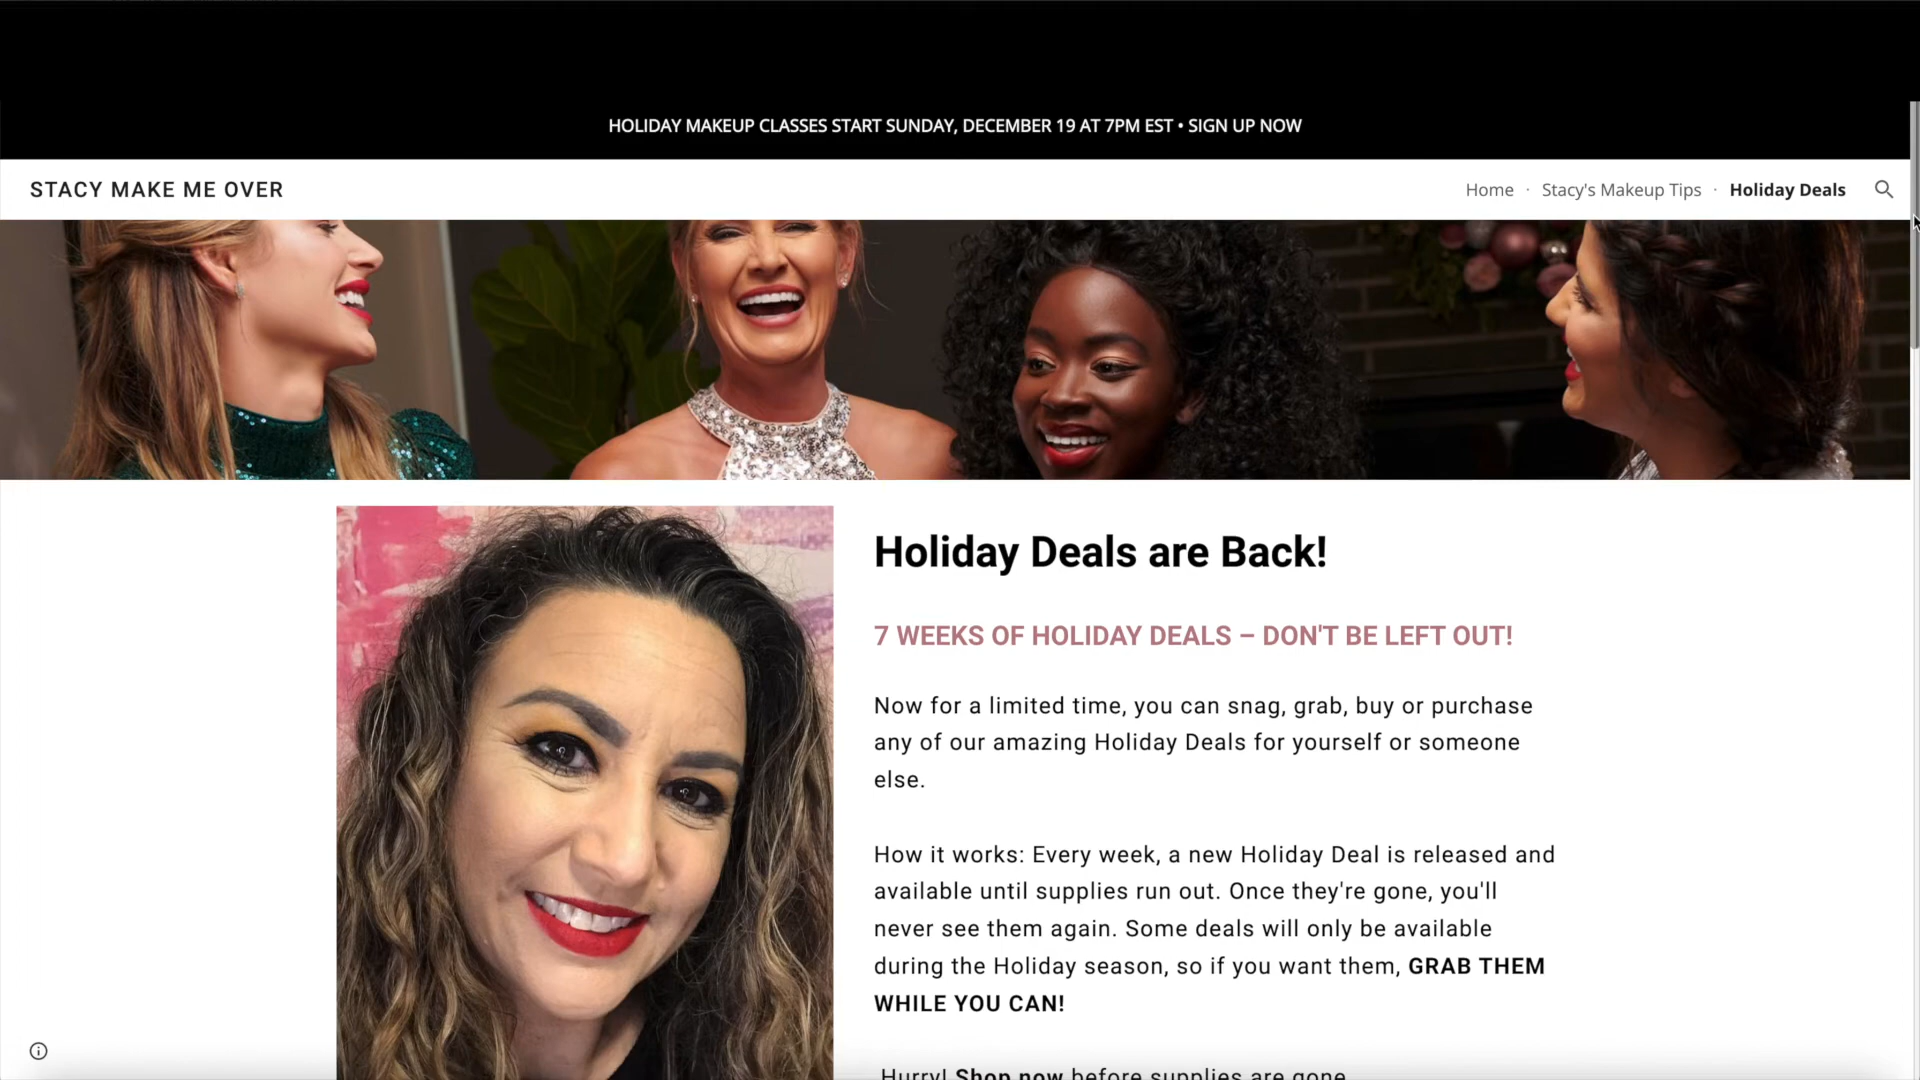 HOLIDAY MAKEUP CLASSES START SUNDAY, DECEMBER 19 AT 7PM EST • SIGN UP NOW
STACY MAKE ME OVER
Home · Stacy's Makeup Tips · Holiday Deals
Holiday Deals are Back!
7 WEEKS OF HOLIDAY DEALS – DON'T BE LEFT OUT!
Now for a limited time, you can snag, grab, buy or purchase
any of our amazing Holiday Deals for yourself or someone
else.
How it works: Every week, a new Holiday Deal is released and
available until supplies run out. Once they're gone, you'll
never see them again. Some deals will only be available
during the Holiday season, so if you want them, GRAB THEM
WHILE YOU CAN!
Hurry! Shop now before supplies are gone